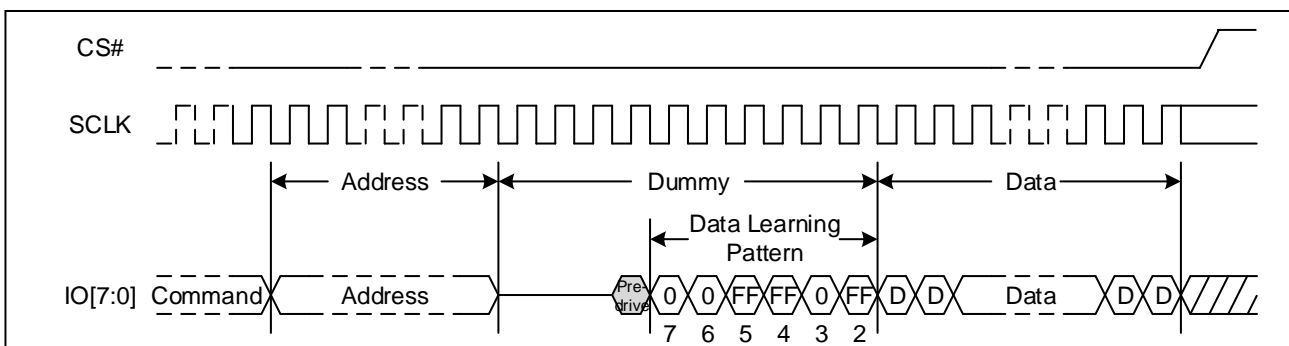 CS#
SCLK
Address Dummy Data
Data Learning
Pattern
IO[7:0] Command Address Pre-drive 0 0 FF FF 0 FF D D Data D D
7 6 5 4 3 2